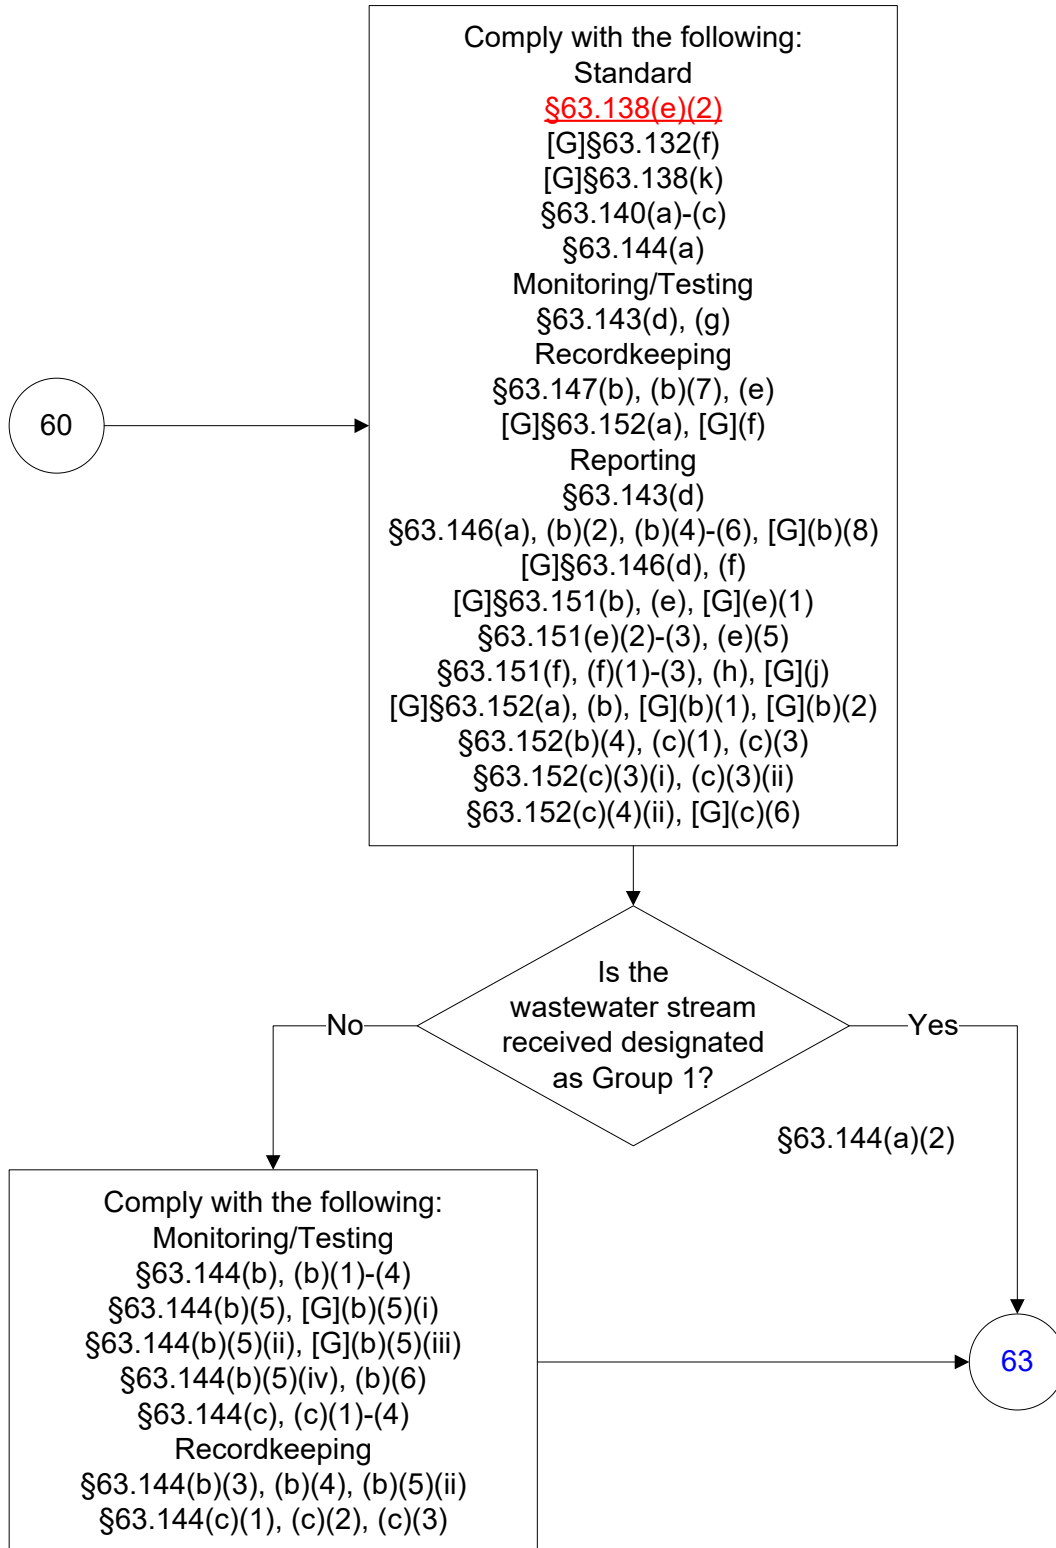 Comply with the following:
Standard
§63.138(e)(2)
[G]§63.132(f)
[G]§63.138(k)
§63.140(a)-(c)
§63.144(a)
Monitoring/Testing
§63.143(d), (g)
Recordkeeping
§63.147(b), (b)(7), (e)
[G]§63.152(a), [G](f)
Reporting
§63.143(d)
§63.146(a), (b)(2), (b)(4)-(6), [G](b)(8)
[G]§63.146(d), (f)
[G]§63.151(b), (e), [G](e)(1)
§63.151(e)(2)-(3), (e)(5)
§63.151(f), (f)(1)-(3), (h), [G](j)
[G]§63.152(a), (b), [G](b)(1), [G](b)(2)
§63.152(b)(4), (c)(1), (c)(3)
§63.152(c)(3)(i), (c)(3)(ii)
§63.152(c)(4)(ii), [G](c)(6)
60
Is the
wastewater stream
received designated
as Group 1?
No
Yes
§63.144(a)(2)
Comply with the following:
Monitoring/Testing
§63.144(b), (b)(1)-(4)
§63.144(b)(5), [G](b)(5)(i)
§63.144(b)(5)(ii), [G](b)(5)(iii)
§63.144(b)(5)(iv), (b)(6)
§63.144(c), (c)(1)-(4)
Recordkeeping
§63.144(b)(3), (b)(4), (b)(5)(ii)
§63.144(c)(1), (c)(2), (c)(3)
63